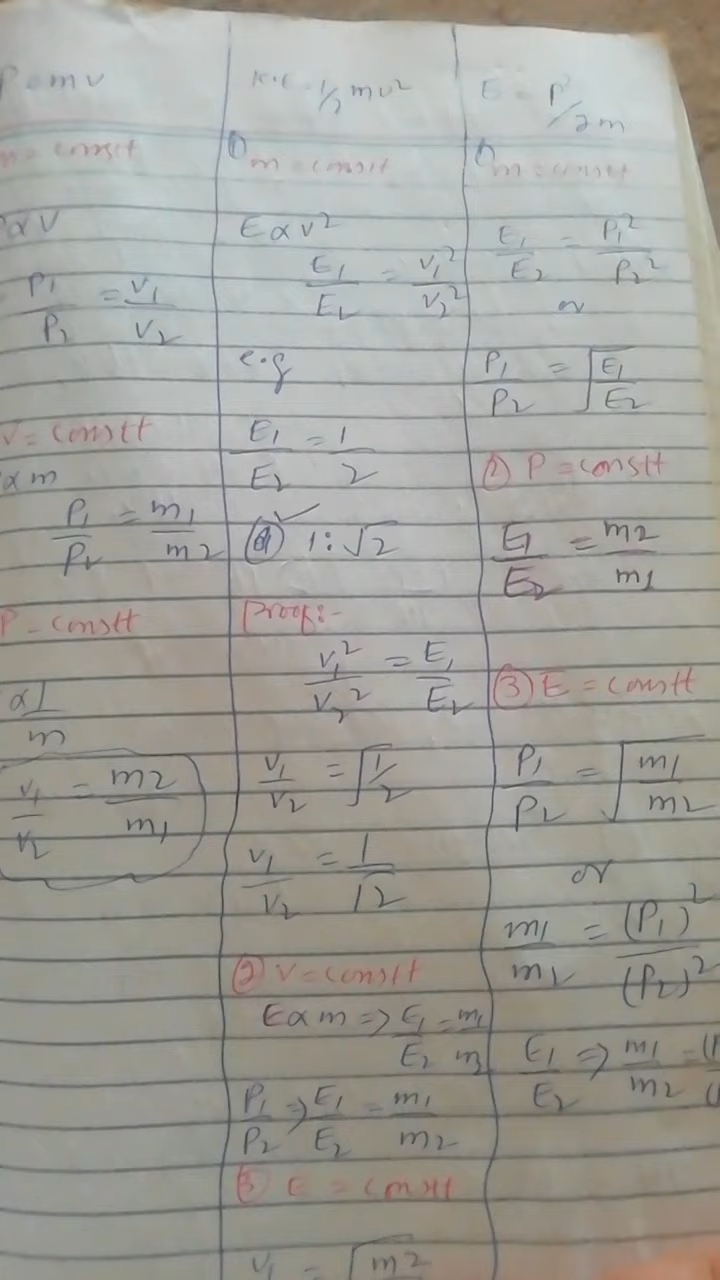 P = mv
m = constt
∝ v
P1/P2 = v1/v2
v = constt
∝ m
P1/P2 = m1/m2
P - constt
∝ 1/m
v1/v2 = m2/m1
K.E = 1/2 mv²
① m = constt
E ∝ v²
E1/E2 = v1²/v2²
e.g
E1/E2 = 1/2
1:√2
Proof:-
v1²/v2² = E1/E2
v1/v2 = √1/2
v1/v2 = 1/√2
② v = constt
E ∝ m => E1/E2 = m1/m2
P1/P2 => E1/E2 = m1/m2
③ E = constt
v1 = √m2
E = P²/2m
① m = constt
E1/E2 = P1²/P2²
or
P1/P2 = √E1/E2
② P = constt
E1/E2 = m2/m1
③ E = constt
P1/P2 = √m1/m2
or
m1/m2 = (P1)²/(P2)²
E1/E2 => m1/m2 =